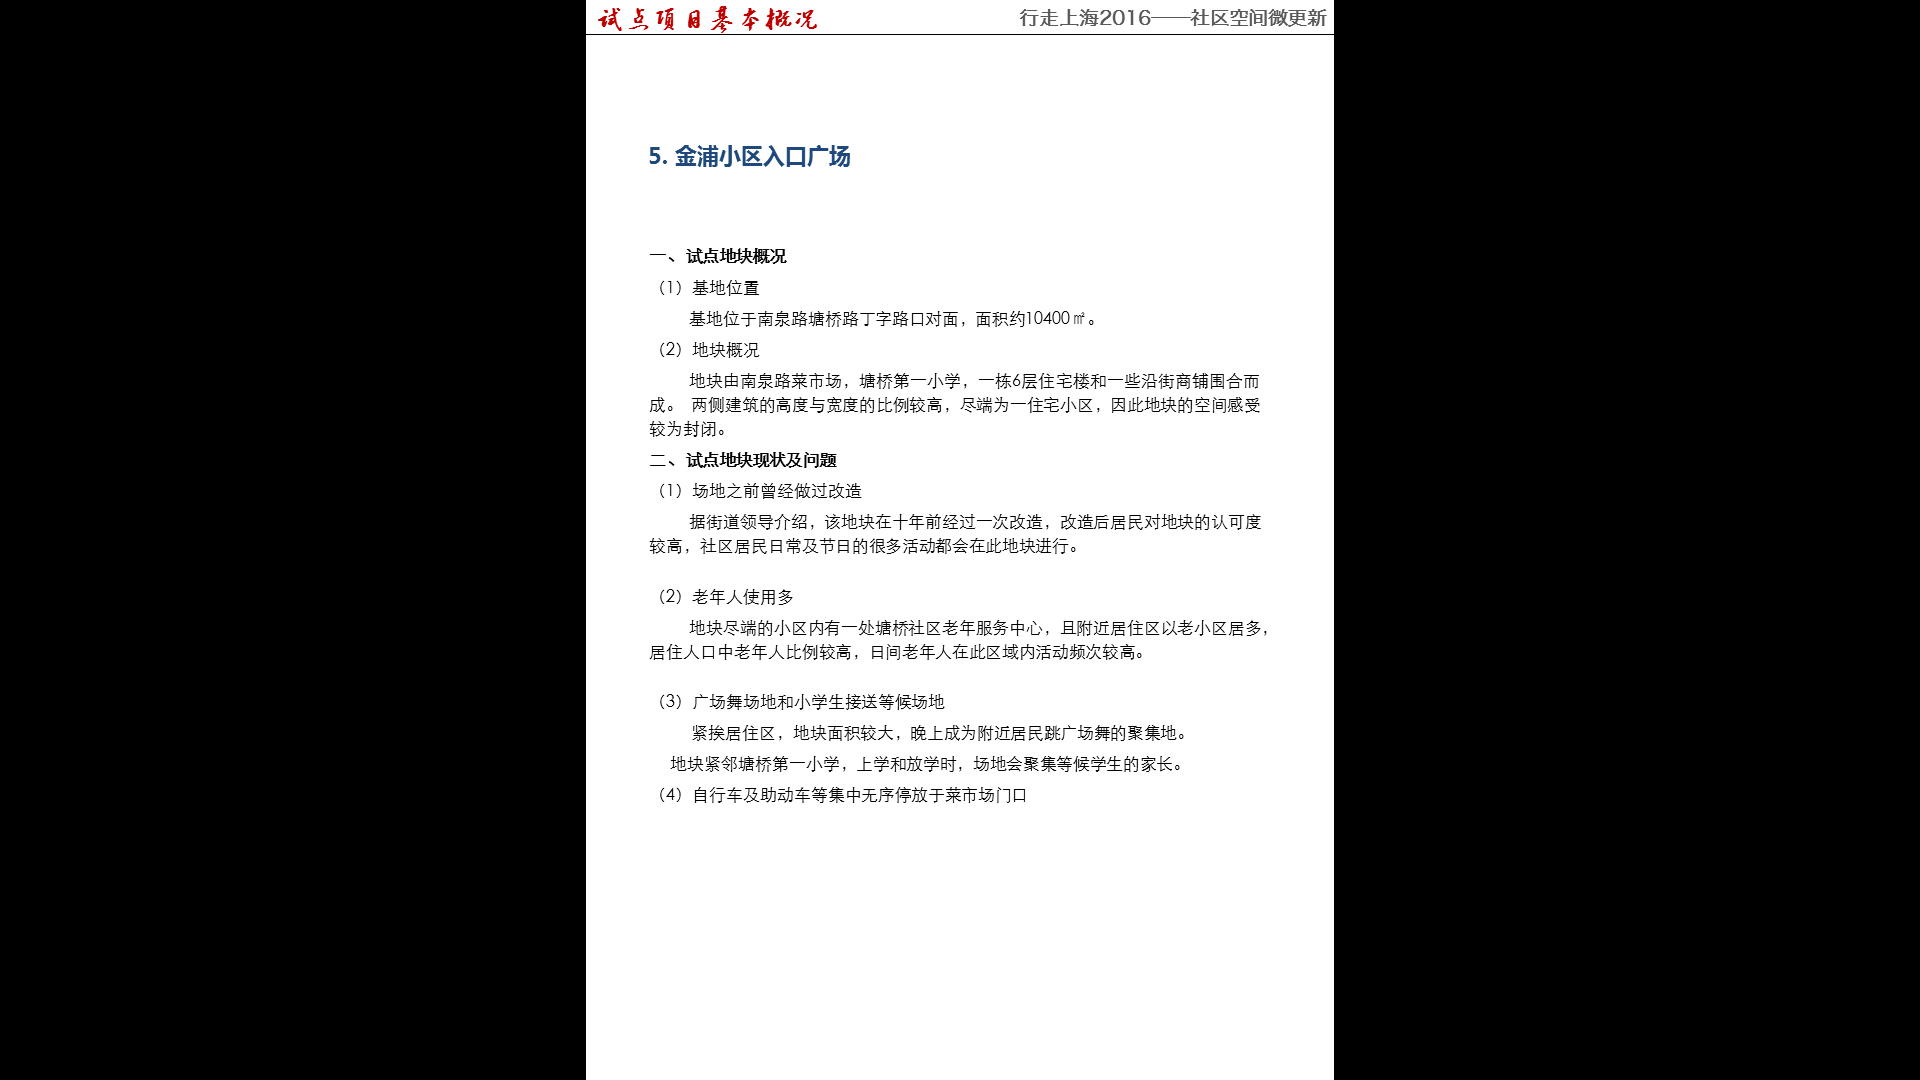 试点项目基本概况
行走上海2016——社区空间微更新
5. 金浦小区入口广场
一、试点地块概况
（1）基地位置
基地位于南泉路塘桥路丁字路口对面，面积约10400㎡。
（2）地块概况
地块由南泉路菜市场，塘桥第一小学，一栋6层住宅楼和一些沿街商铺围合而
成。 两侧建筑的高度与宽度的比例较高，尽端为一住宅小区，因此地块的空间感受
较为封闭。
二、试点地块现状及问题
（1）场地之前曾经做过改造
据街道领导介绍，该地块在十年前经过一次改造，改造后居民对地块的认可度
较高，社区居民日常及节日的很多活动都会在此地块进行。
（2）老年人使用多
地块尽端的小区内有一处塘桥社区老年服务中心，且附近居住区以老小区居多，
居住人口中老年人比例较高，日间老年人在此区域内活动频次较高。
（3）广场舞场地和小学生接送等候场地
紧挨居住区，地块面积较大，晚上成为附近居民跳广场舞的聚集地。
地块紧邻塘桥第一小学，上学和放学时，场地会聚集等候学生的家长。
（4）自行车及助动车等集中无序停放于菜市场门口